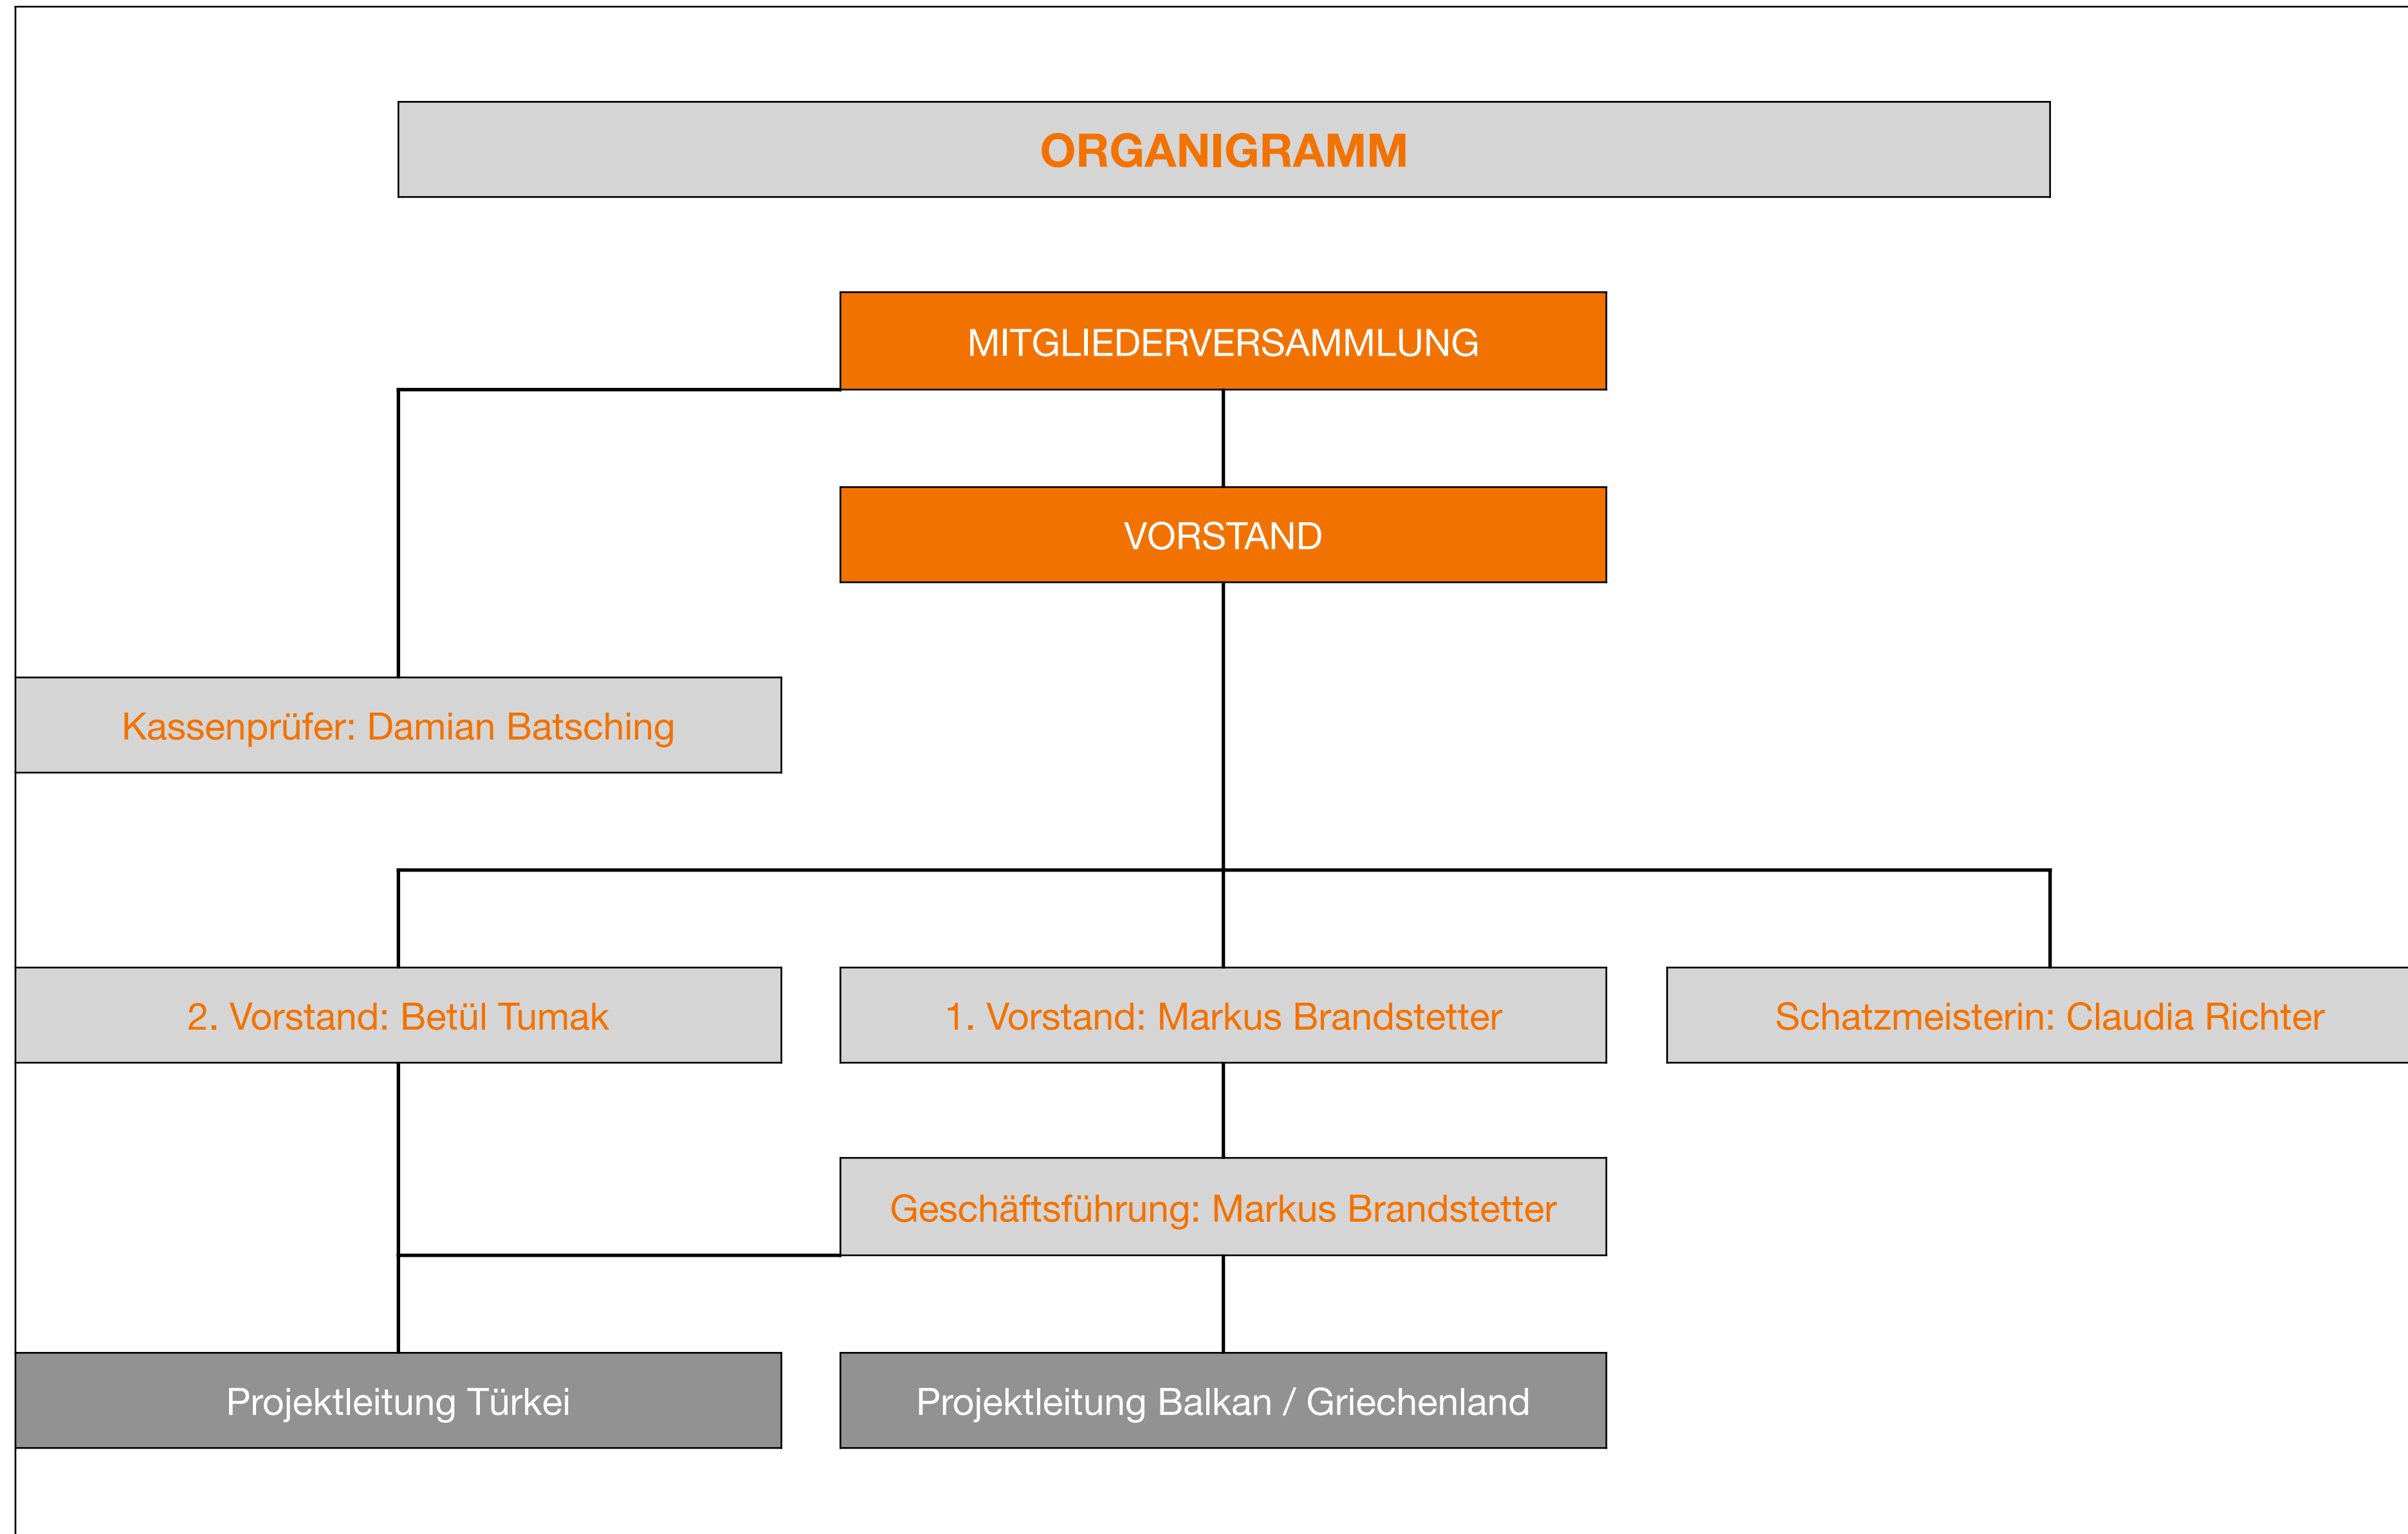 ORGANIGRAMM
MITGLIEDERVERSAMMLUNG
VORSTAND
Kassenprüfer: Damian Batsching
2. Vorstand: Betül Tumak
1. Vorstand: Markus Brandstetter
Schatzmeisterin: Claudia Richter
Geschäftsführung: Markus Brandstetter
Projektleitung Türkei
Projektleitung Balkan / Griechenland